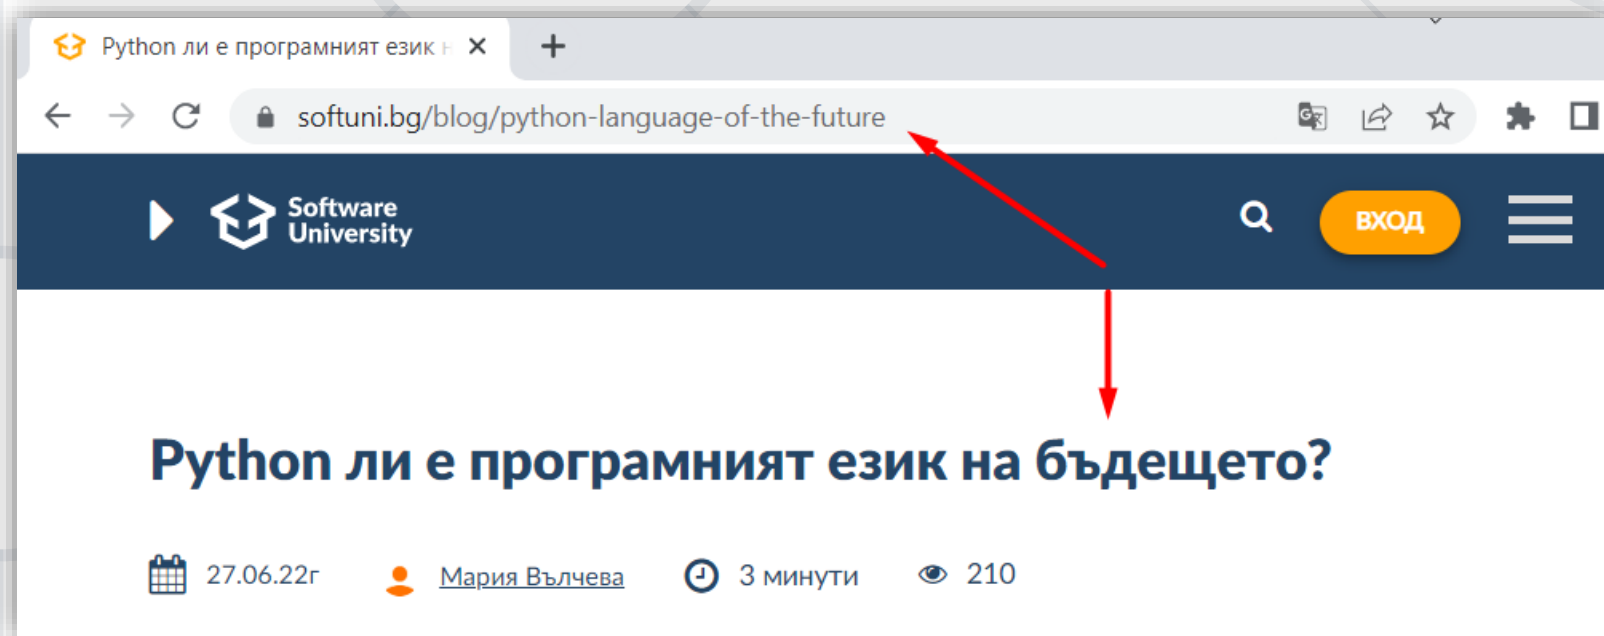 Python ли е програмният език н
softuni.bg/blog/python-language-of-the-future
Software
University
ВХОД
Python ли е програмният език на бъдещето?
27.06.22г Мария Вълчева 3 минути 210